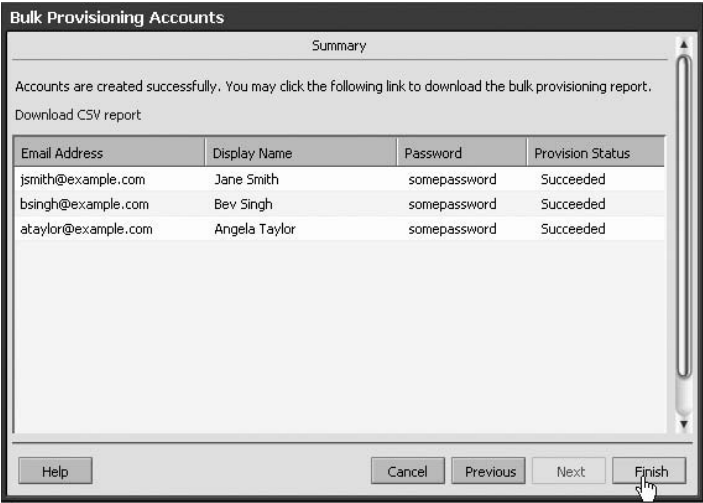 Bulk Provisioning Accounts
Summary
Accounts are created successfully. You may click the following link to download the bulk provisioning report.
Download CSV report
Email Address Display Name Password Provision Status
jsmith@example.com Jane Smith somepassword Succeeded
bsingh@example.com Bev Singh somepassword Succeeded
ataylor@example.com Angela Taylor somepassword Succeeded
Help Cancel Previous Next Finish